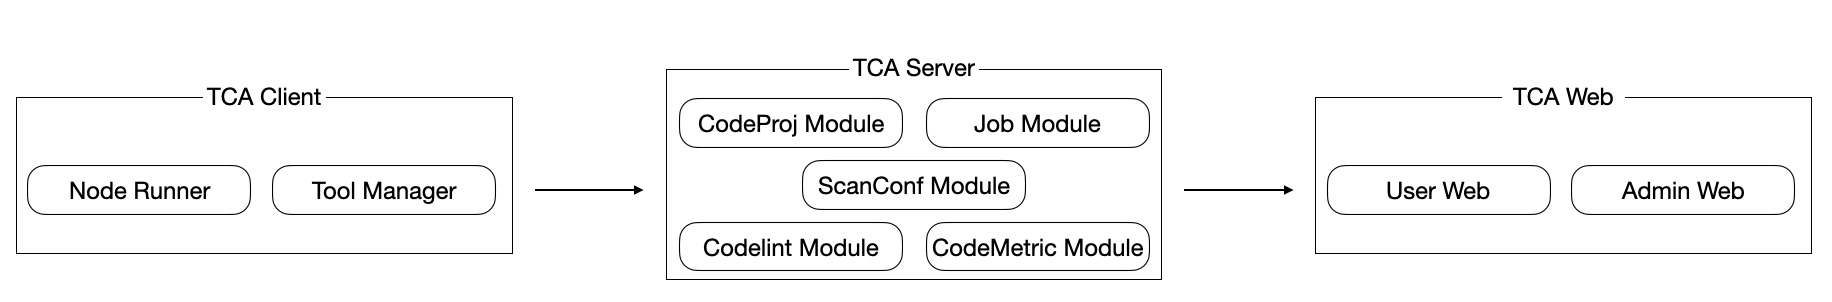 TCA Client
Node Runner
Tool Manager
TCA Server
CodeProj Module
Job Module
ScanConf Module
Codelint Module
CodeMetric Module
TCA Web
User Web
Admin Web